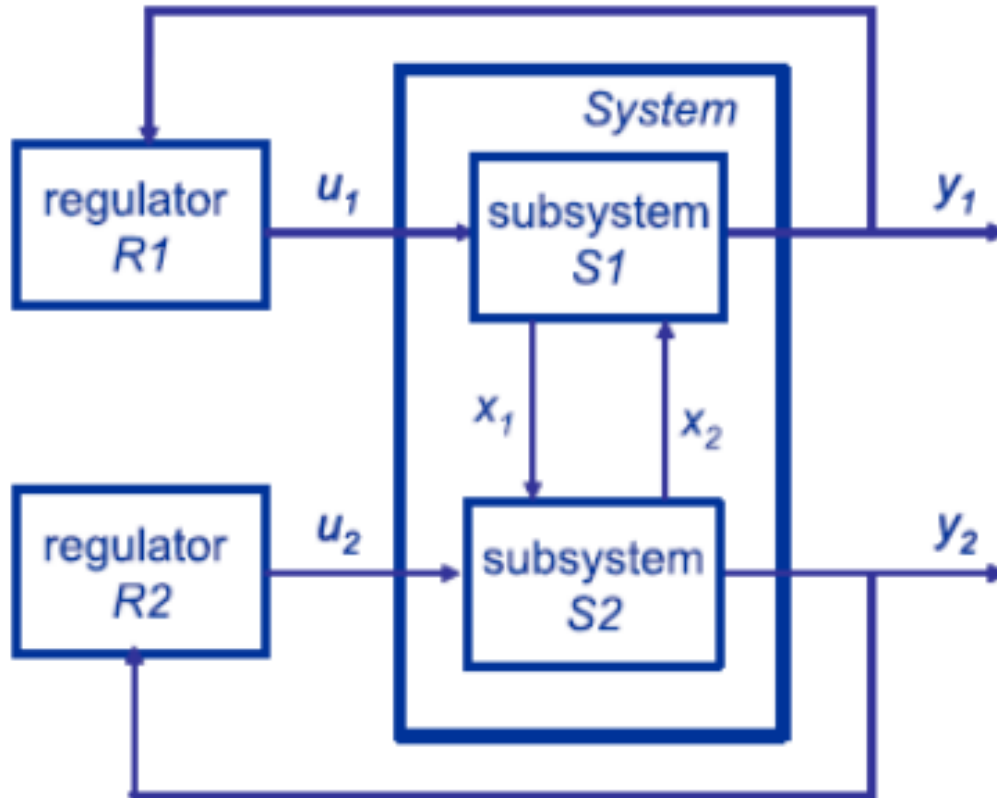 System
regulator
R1
u1
subsystem
S1
y1
x1
x2
regulator
R2
u2
subsystem
S2
y2